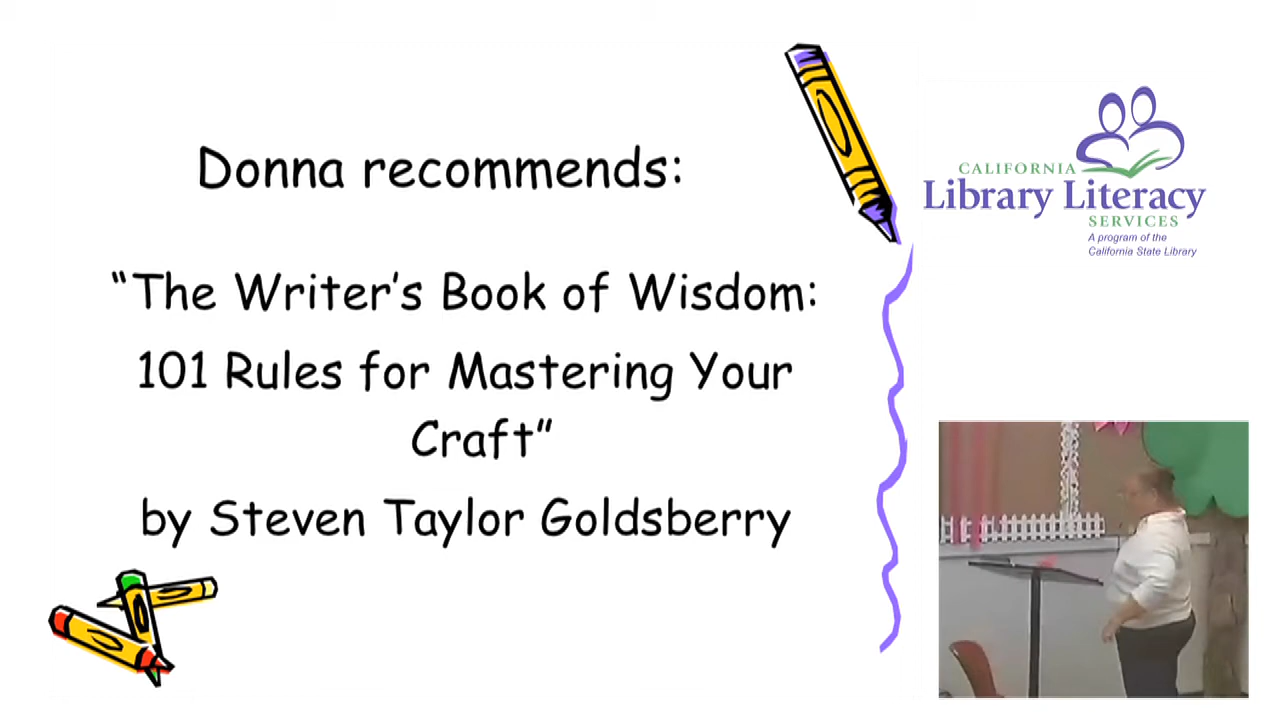 Donna recommends:
“The Writer’s Book of Wisdom:
101 Rules for Mastering Your
Craft”
by Steven Taylor Goldsberry
CALIFORNIA
Library Literacy
SERVICES
A program of the
California State Library